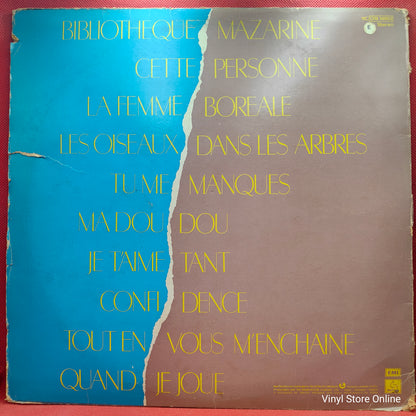 Stereo
BIBLIOTHEQUE MAZARINE
CETTE PERSONNE
LA FEMME BOREALE
LES OISEAUX DANS LES ARBRES
TU ME MANQUES
MA DOU DOU
JE T'AIME TANT
CONFI DENCE
TOUT EN VOUS M'ENCHAINE
QUAND JE JOUE
EMI
Vinyl Store Online